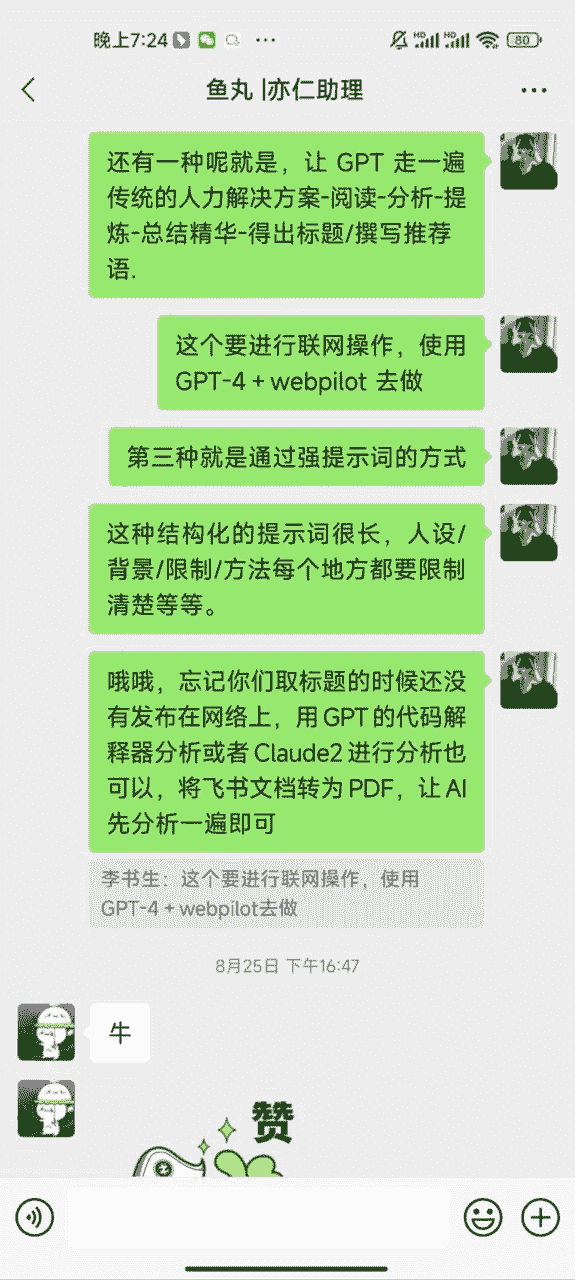 晚上7:24
80
鱼丸 |亦仁助理
还有一种呢就是，让 GPT 走一遍
传统的人力解决方案-阅读-分析-提
炼-总结精华-得出标题/撰写推荐
语.
这个要进行联网操作，使用
GPT-4 + webpilot 去做
第三种就是通过强提示词的方式
这种结构化的提示词很长，人设/
背景/限制/方法每个地方都要限制
清楚等等。
哦哦，忘记你们取标题的时候还没
有发布在网络上，用 GPT 的代码解
释器分析或者 Claude2 进行分析也
可以，将飞书文档转为 PDF，让 AI
先分析一遍即可
李书生：这个要进行联网操作，使用
GPT-4 + webpilot去做
8月25日 下午16:47
牛
赞